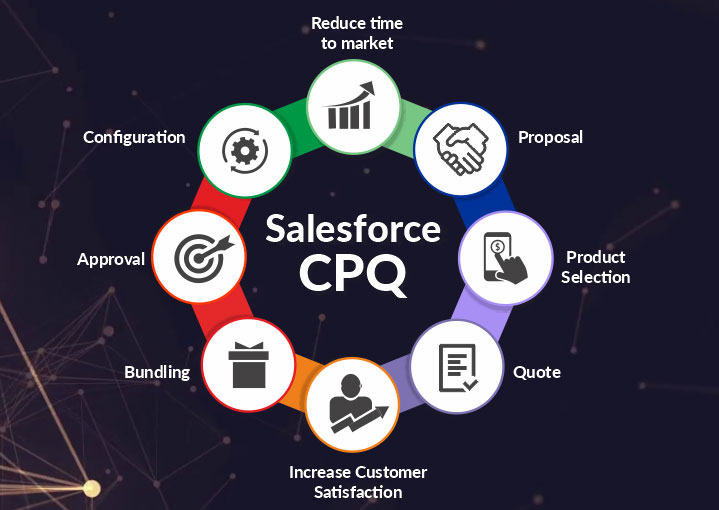 Reduce time
to market
Configuration
Proposal
Salesforce
CPQ
Approval
Product
Selection
$
Bundling
Quote
Increase Customer
Satisfaction